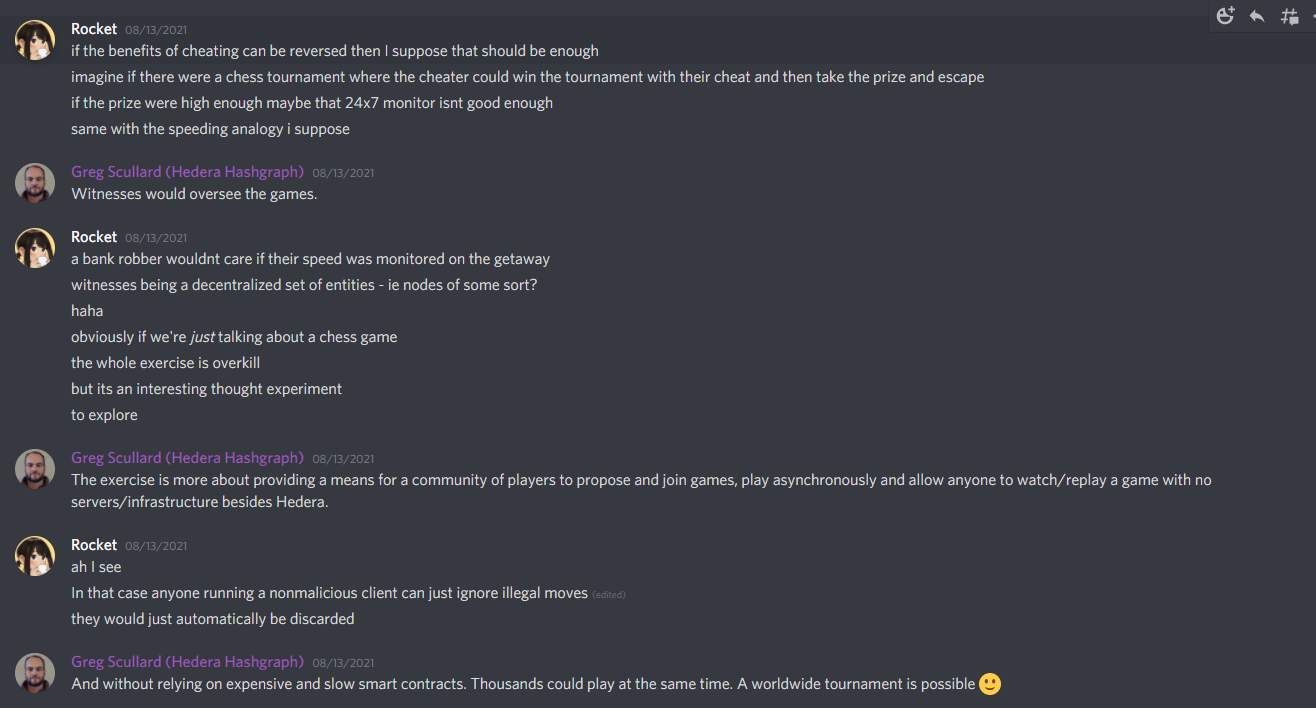 Rocket 08/13/2021
if the benefits of cheating can be reversed then I suppose that should be enough
imagine if there were a chess tournament where the cheater could win the tournament with their cheat and then take the prize and escape
if the prize were high enough maybe that 24x7 monitor isnt good enough
same with the speeding analogy i suppose
Greg Scullard (Hedera Hashgraph) 08/13/2021
Witnesses would oversee the games.
Rocket 08/13/2021
a bank robber wouldnt care if their speed was monitored on the getaway
witnesses being a decentralized set of entities - ie nodes of some sort?
haha
obviously if we're just talking about a chess game
the whole exercise is overkill
but its an interesting thought experiment
to explore
Greg Scullard (Hedera Hashgraph) 08/13/2021
The exercise is more about providing a means for a community of players to propose and join games, play asynchronously and allow anyone to watch/replay a game with no
servers/infrastructure besides Hedera.
Rocket 08/13/2021
ah I see
In that case anyone running a nonmalicious client can just ignore illegal moves (edited)
they would just automatically be discarded
Greg Scullard (Hedera Hashgraph) 08/13/2021
And without relying on expensive and slow smart contracts. Thousands could play at the same time. A worldwide tournament is possible 🙂